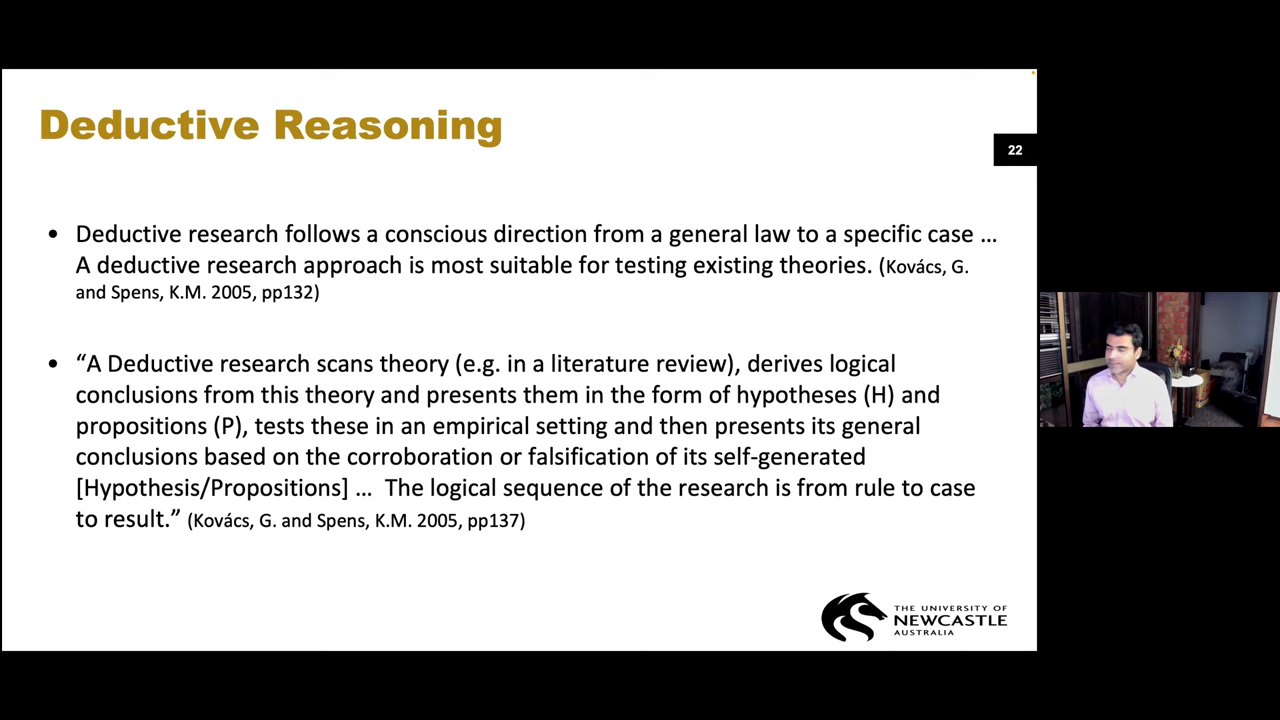 Deductive Reasoning
22
• Deductive research follows a conscious direction from a general law to a specific case …
A deductive research approach is most suitable for testing existing theories. (Kovács, G.
and Spens, K.M. 2005, pp132)
• “A Deductive research scans theory (e.g. in a literature review), derives logical
conclusions from this theory and presents them in the form of hypotheses (H) and
propositions (P), tests these in an empirical setting and then presents its general
conclusions based on the corroboration or falsification of its self-generated
[Hypothesis/Propositions] … The logical sequence of the research is from rule to case
to result.” (Kovács, G. and Spens, K.M. 2005, pp137)
THE UNIVERSITY OF
NEWCASTLE
AUSTRALIA